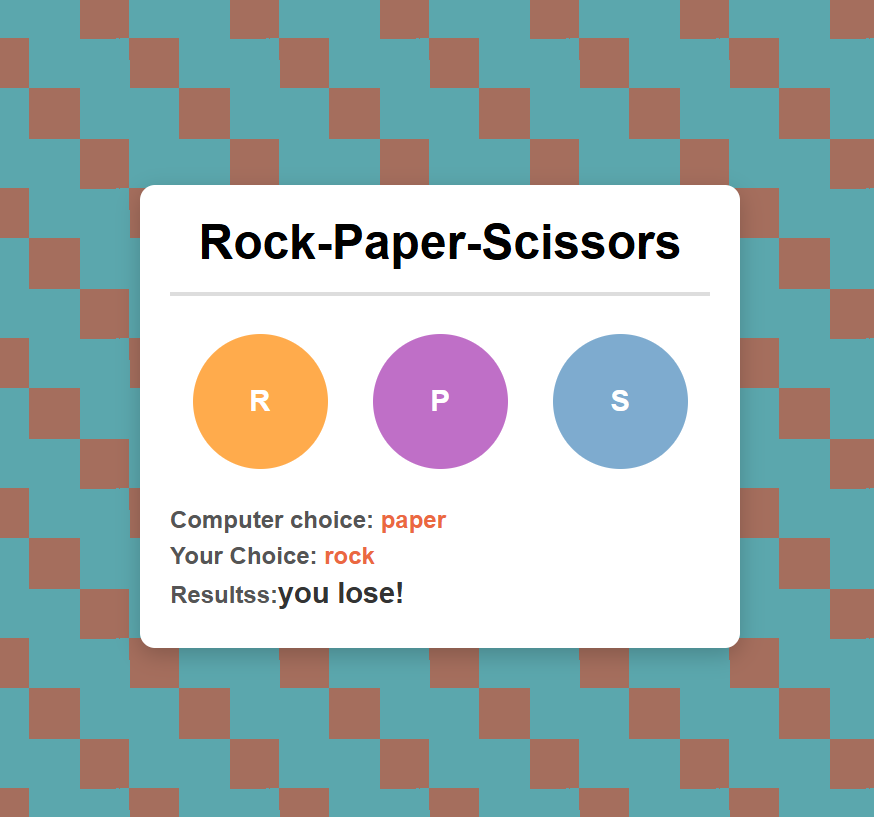 Rock-Paper-Scissors
R P S
Computer choice: paper
Your Choice: rock
Resultss:you lose!